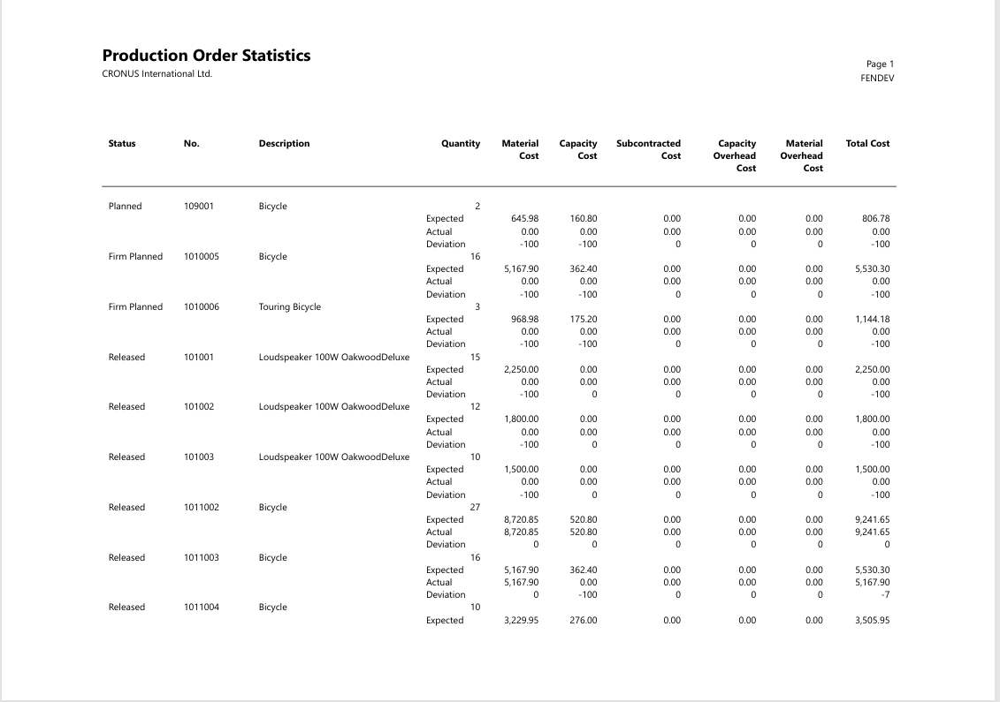 Production Order Statistics
CRONUS International Ltd.
Page 1
FENDEV
Status No. Description Quantity Material Capacity Subcontracted Capacity Material Total Cost
Cost Cost Cost Overhead Overhead
Cost Cost
Planned 109001 Bicycle 2
Expected 645.98 160.80 0.00 0.00 0.00 806.78
Actual 0.00 0.00 0.00 0.00 0.00 0.00
Deviation -100 -100 0 0 0 -100
Firm Planned 1010005 Bicycle 16
Expected 5,167.90 362.40 0.00 0.00 0.00 5,530.30
Actual 0.00 0.00 0.00 0.00 0.00 0.00
Deviation -100 -100 0 0 0 -100
Firm Planned 1010006 Touring Bicycle 3
Expected 968.98 175.20 0.00 0.00 0.00 1,144.18
Actual 0.00 0.00 0.00 0.00 0.00 0.00
Deviation -100 -100 0 0 0 -100
Released 101001 Loudspeaker 100W OakwoodDeluxe 15
Expected 2,250.00 0.00 0.00 0.00 0.00 2,250.00
Actual 0.00 0.00 0.00 0.00 0.00 0.00
Deviation -100 0 0 0 0 -100
Released 101002 Loudspeaker 100W OakwoodDeluxe 12
Expected 1,800.00 0.00 0.00 0.00 0.00 1,800.00
Actual 0.00 0.00 0.00 0.00 0.00 0.00
Deviation -100 0 0 0 0 -100
Released 101003 Loudspeaker 100W OakwoodDeluxe 10
Expected 1,500.00 0.00 0.00 0.00 0.00 1,500.00
Actual 0.00 0.00 0.00 0.00 0.00 0.00
Deviation -100 0 0 0 0 -100
Released 1011002 Bicycle 27
Expected 8,720.85 520.80 0.00 0.00 0.00 9,241.65
Actual 8,720.85 520.80 0.00 0.00 0.00 9,241.65
Deviation 0 0 0 0 0 0
Released 1011003 Bicycle 16
Expected 5,167.90 362.40 0.00 0.00 0.00 5,530.30
Actual 5,167.90 0.00 0.00 0.00 0.00 5,167.90
Deviation 0 -100 0 0 0 -7
Released 1011004 Bicycle 10
Expected 3,229.95 276.00 0.00 0.00 0.00 3,505.95